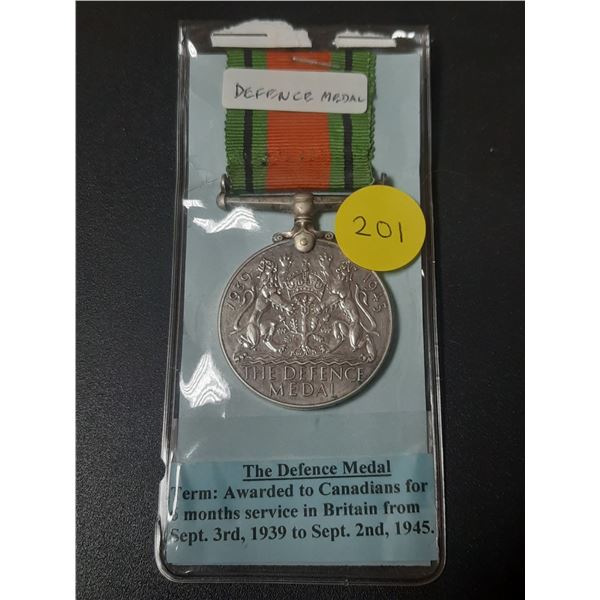 DEFENCE MEDAL
201
1939 1945
THE DEFENCE
MEDAL
The Defence Medal
Term: Awarded to Canadians for
months service in Britain from
Sept. 3rd, 1939 to Sept. 2nd, 1945.